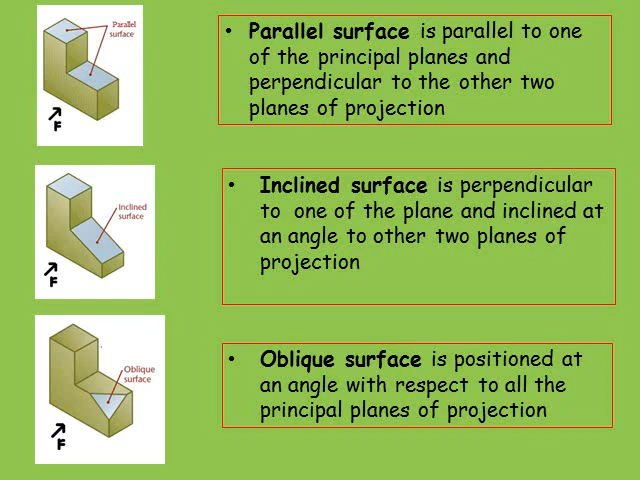 Parallel
surface
F
• Parallel surface is parallel to one
of the principal planes and
perpendicular to the other two
planes of projection
Inclined
surface
F
• Inclined surface is perpendicular
to one of the plane and inclined at
an angle to other two planes of
projection
Oblique
surface
F
• Oblique surface is positioned at
an angle with respect to all the
principal planes of projection